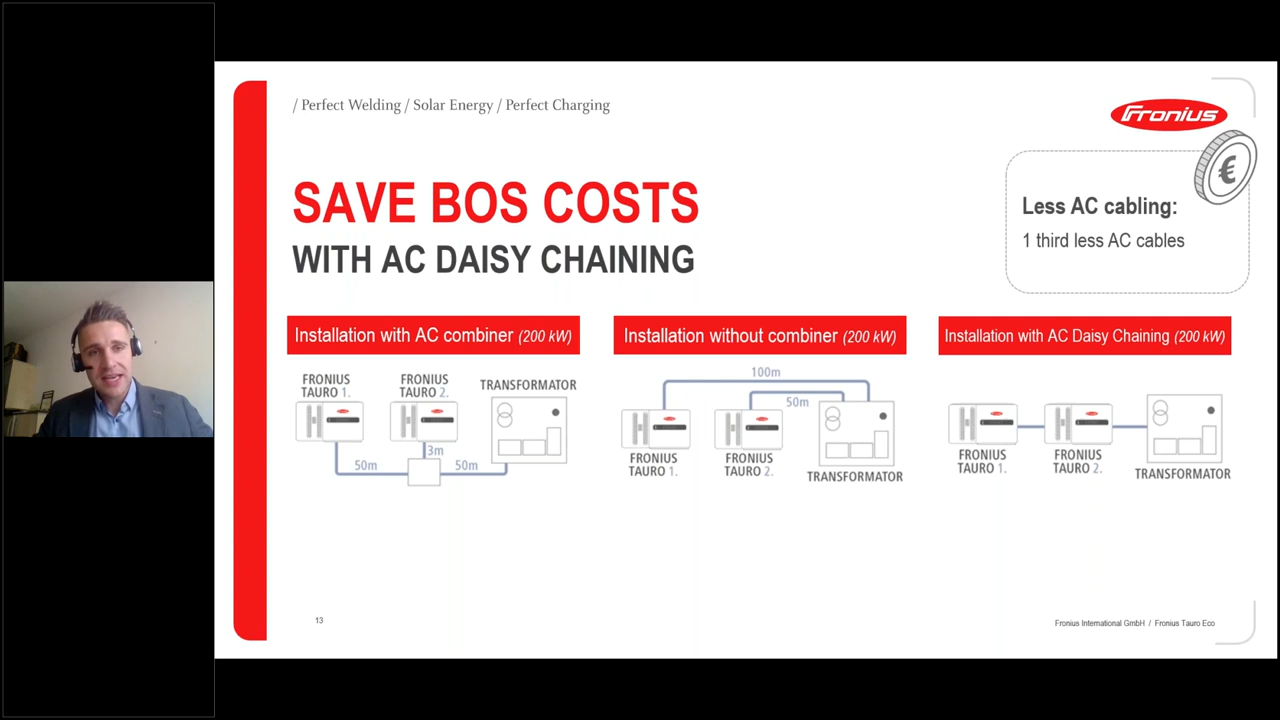 / Perfect Welding / Solar Energy / Perfect Charging
Fronius
€
SAVE BOS COSTS
WITH AC DAISY CHAINING
Less AC cabling:
1 third less AC cables
Installation with AC combiner (200 kW)
FRONIUS
TAURO 1.
FRONIUS
TAURO 2.
TRANSFORMATOR
50m
3m
50m
Installation without combiner (200 kW)
100m
50m
FRONIUS
TAURO 1.
FRONIUS
TAURO 2.
TRANSFORMATOR
Installation with AC Daisy Chaining (200 kW)
FRONIUS
TAURO 1.
FRONIUS
TAURO 2.
TRANSFORMATOR
13
Fronius International GmbH / Fronius Tauro Eco